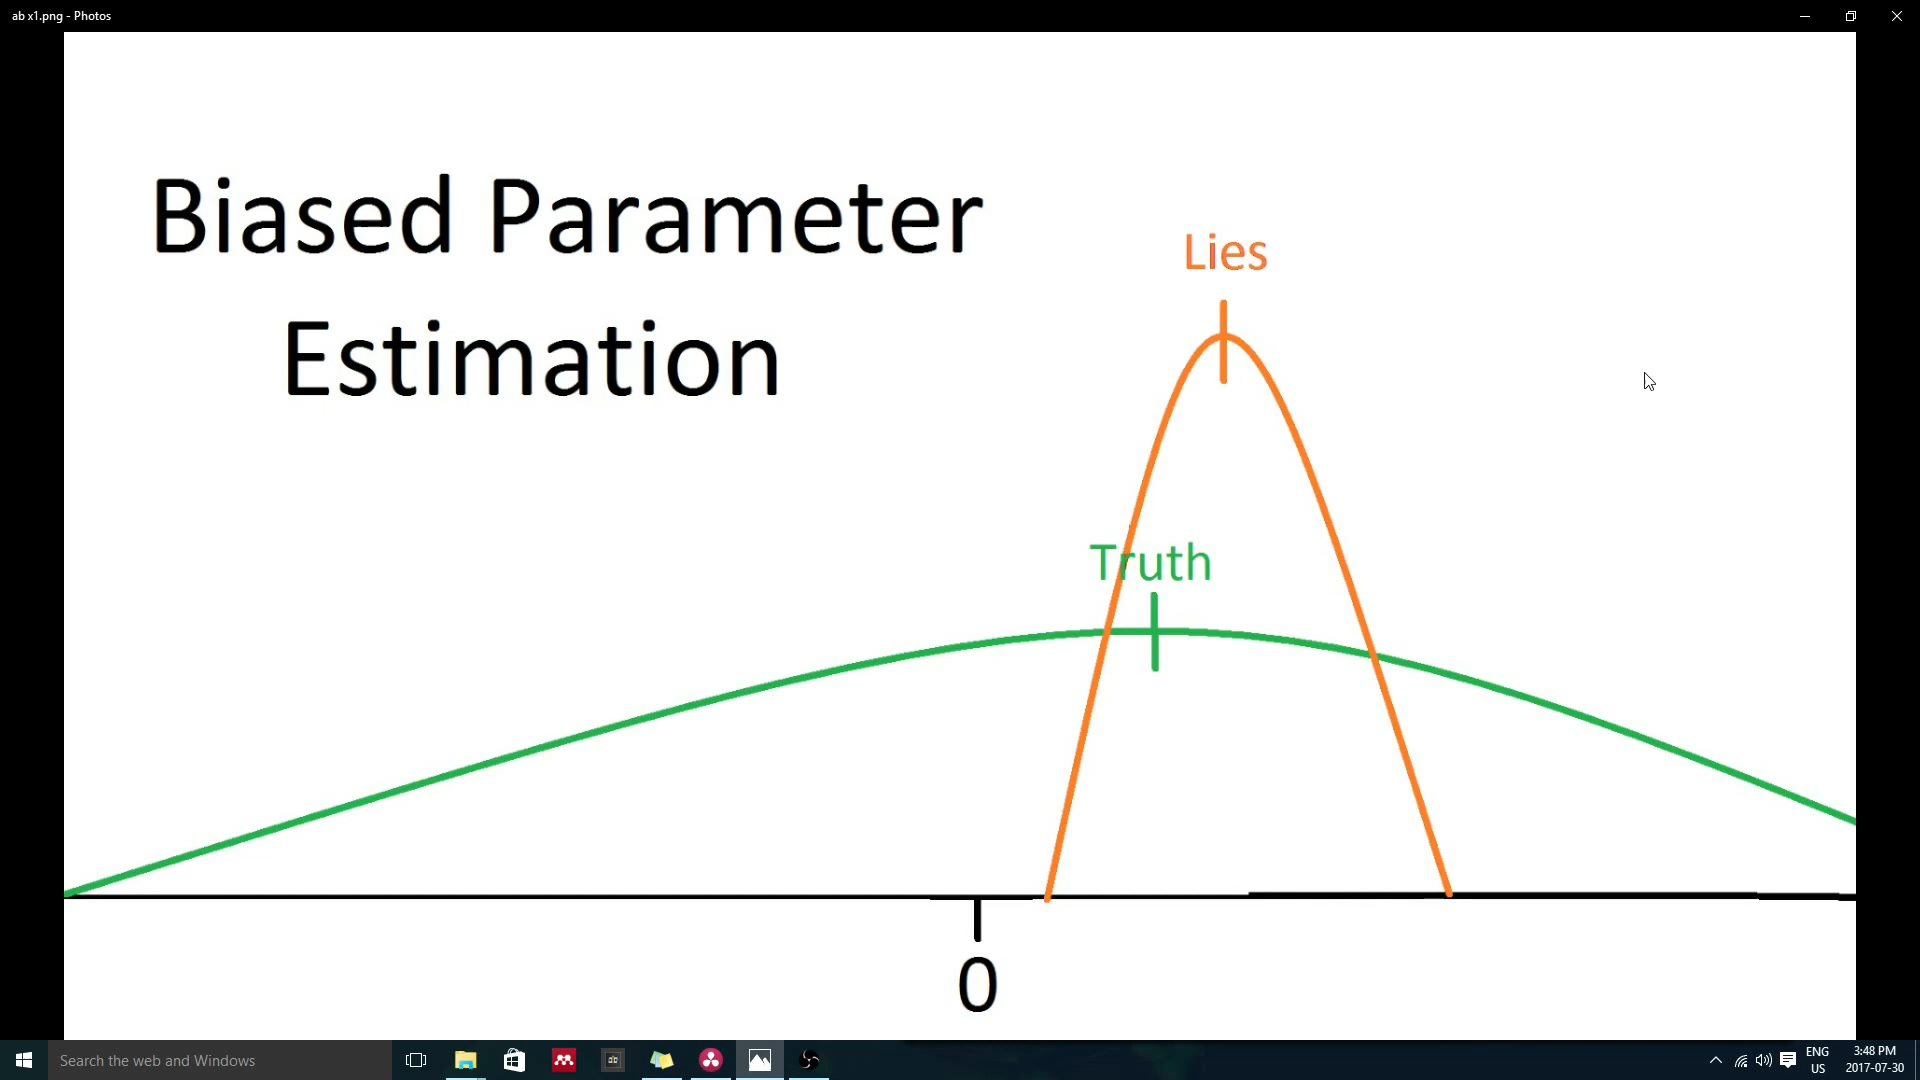 ab x1.png - Photos
Biased Parameter
Estimation
Lies
Truth
0
Search the web and Windows
ab
ENG
US
3:48 PM
2017-07-30